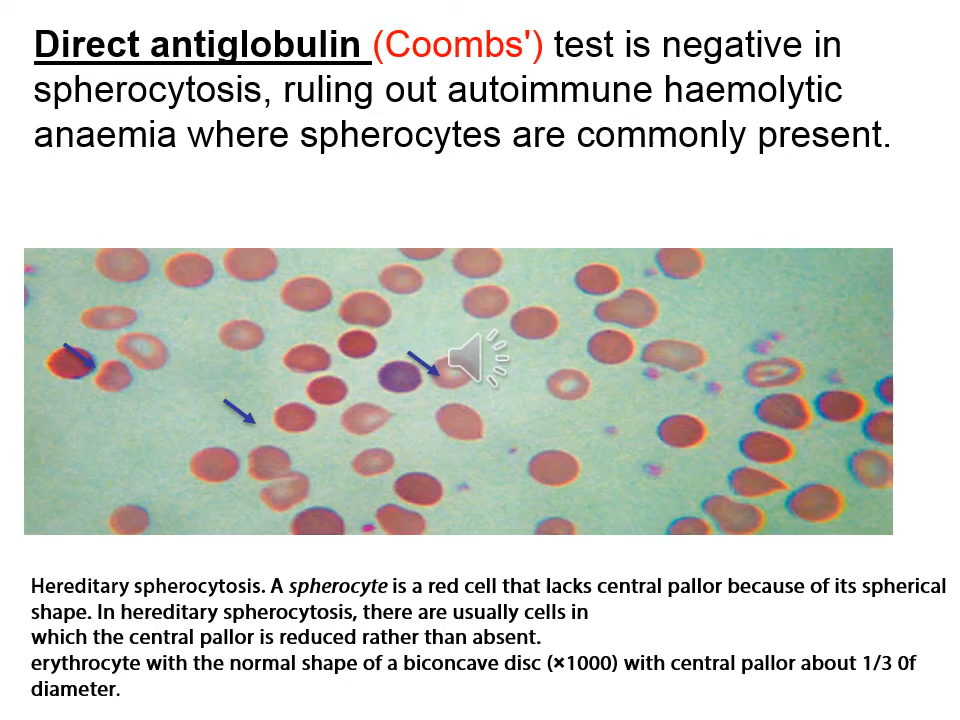 Direct antiglobulin (Coombs') test is negative in
spherocytosis, ruling out autoimmune haemolytic
anaemia where spherocytes are commonly present.
Hereditary spherocytosis. A spherocyte is a red cell that lacks central pallor because of its spherical
shape. In hereditary spherocytosis, there are usually cells in
which the central pallor is reduced rather than absent.
erythrocyte with the normal shape of a biconcave disc (×1000) with central pallor about 1/3 0f
diameter.